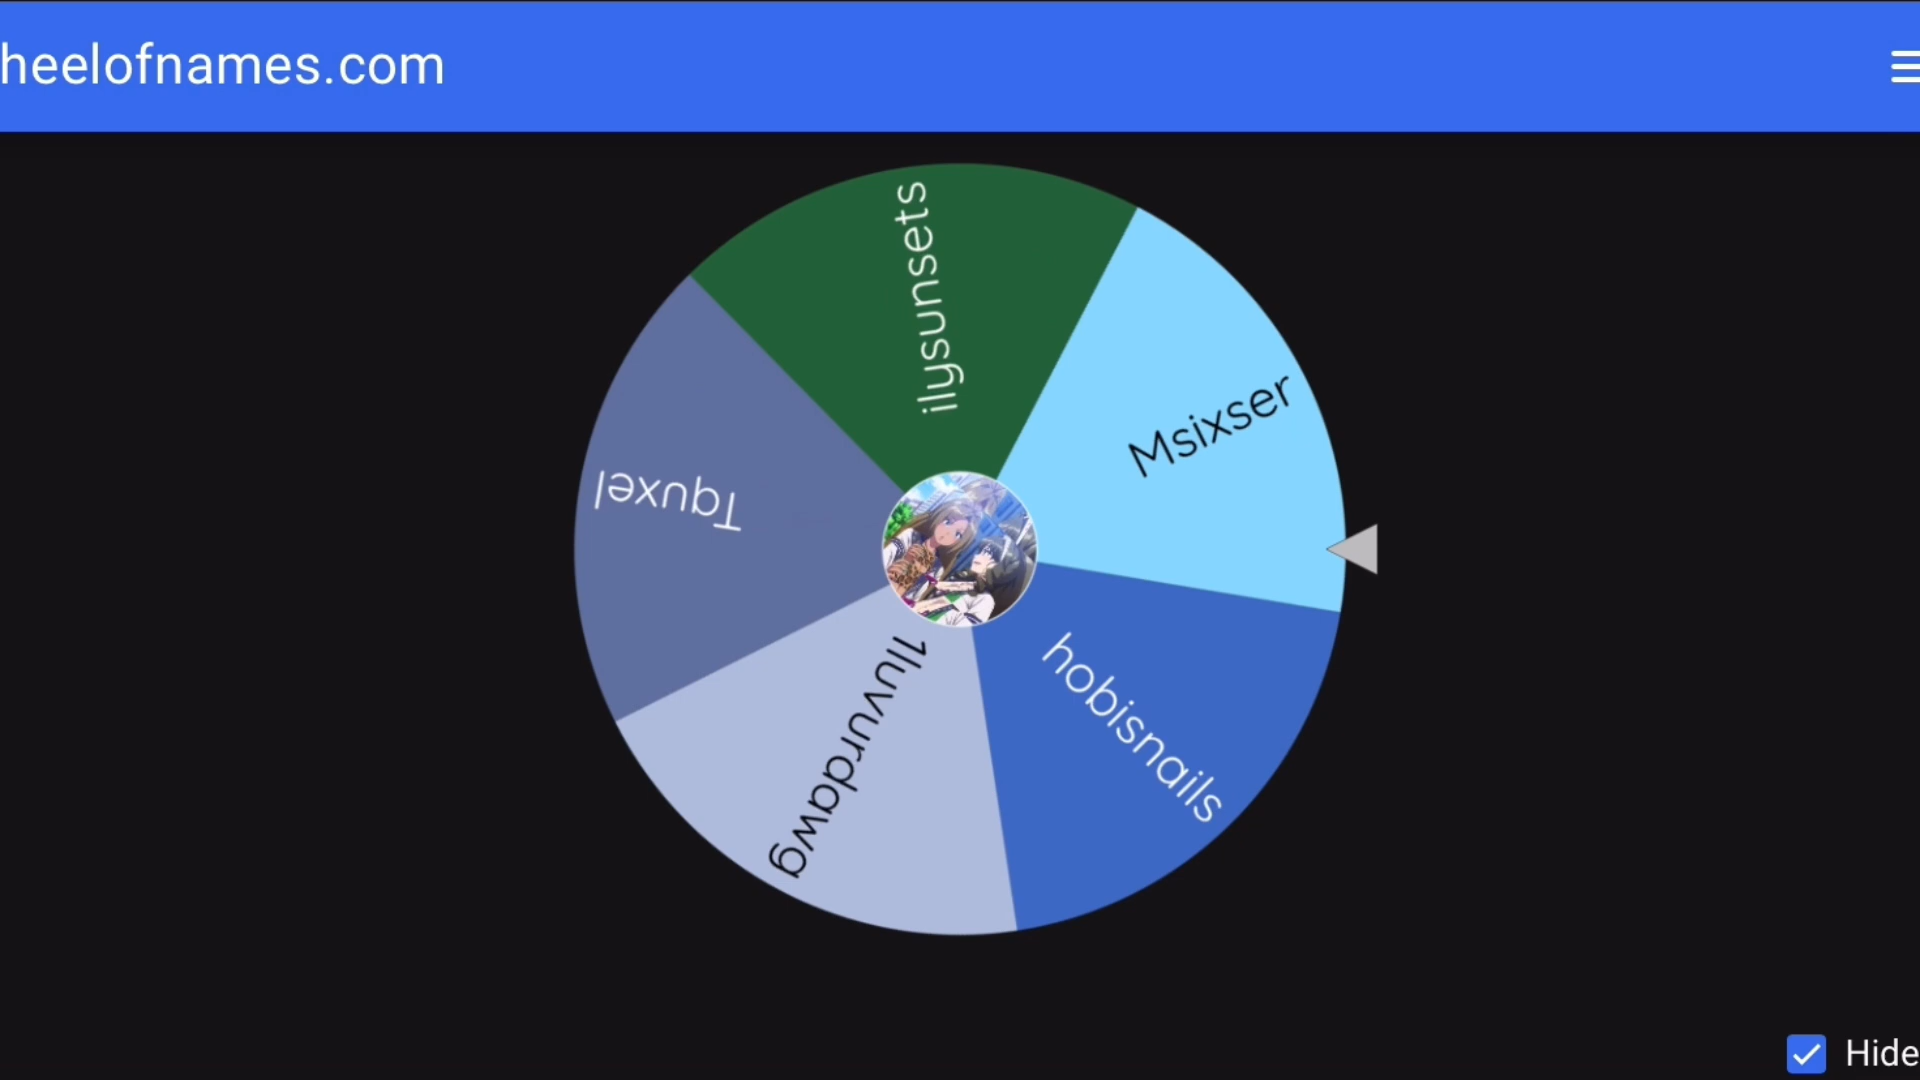 heelofnames.com
ilysunsets
Msixser
Tquxel
hobisnails
1luvurdawg
Hide